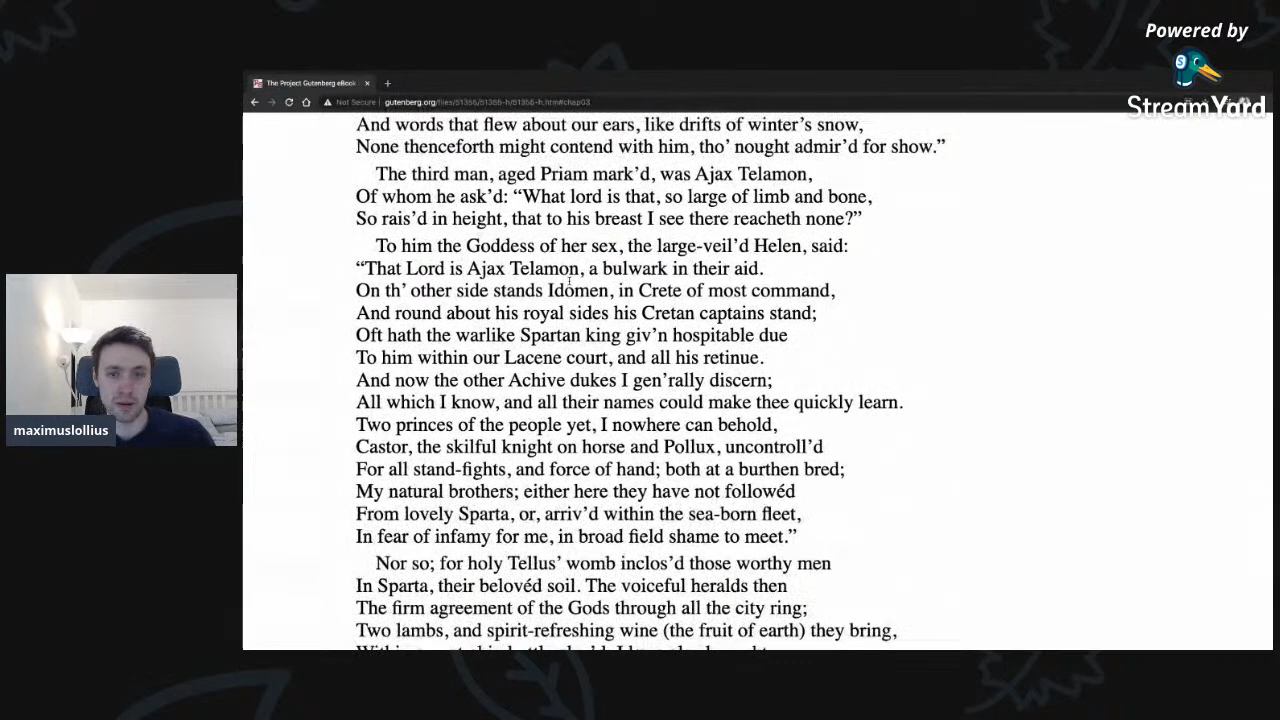 Powered by
StreamYard
The Project Gutenberg eBook
Not Secure | gutenberg.org/files/51355/51355-h/51355-h.htm#chap03
And words that flew about our ears, like drifts of winter’s snow,
None thenceforth might contend with him, tho’ nought admir’d for show.”
The third man, aged Priam mark’d, was Ajax Telamon,
Of whom he ask’d: “What lord is that, so large of limb and bone,
So rais’d in height, that to his breast I see there reacheth none?”
To him the Goddess of her sex, the large-veil’d Helen, said:
“That Lord is Ajax Telamon, a bulwark in their aid.
On th’ other side stands Idomen, in Crete of most command,
And round about his royal sides his Cretan captains stand;
Oft hath the warlike Spartan king giv’n hospitable due
To him within our Lacene court, and all his retinue.
And now the other Achive dukes I gen’rally discern;
All which I know, and all their names could make thee quickly learn.
Two princes of the people yet, I nowhere can behold,
Castor, the skilful knight on horse and Pollux, uncontroll’d
For all stand-fights, and force of hand; both at a burthen bred;
My natural brothers; either here they have not followéd
From lovely Sparta, or, arriv’d within the sea-born fleet,
In fear of infamy for me, in broad field shame to meet.”
Nor so; for holy Tellus’ womb inclos’d those worthy men
In Sparta, their belovéd soil. The voiceful heralds then
The firm agreement of the Gods through all the city ring;
Two lambs, and spirit-refreshing wine (the fruit of earth) they bring,
maximuslollius